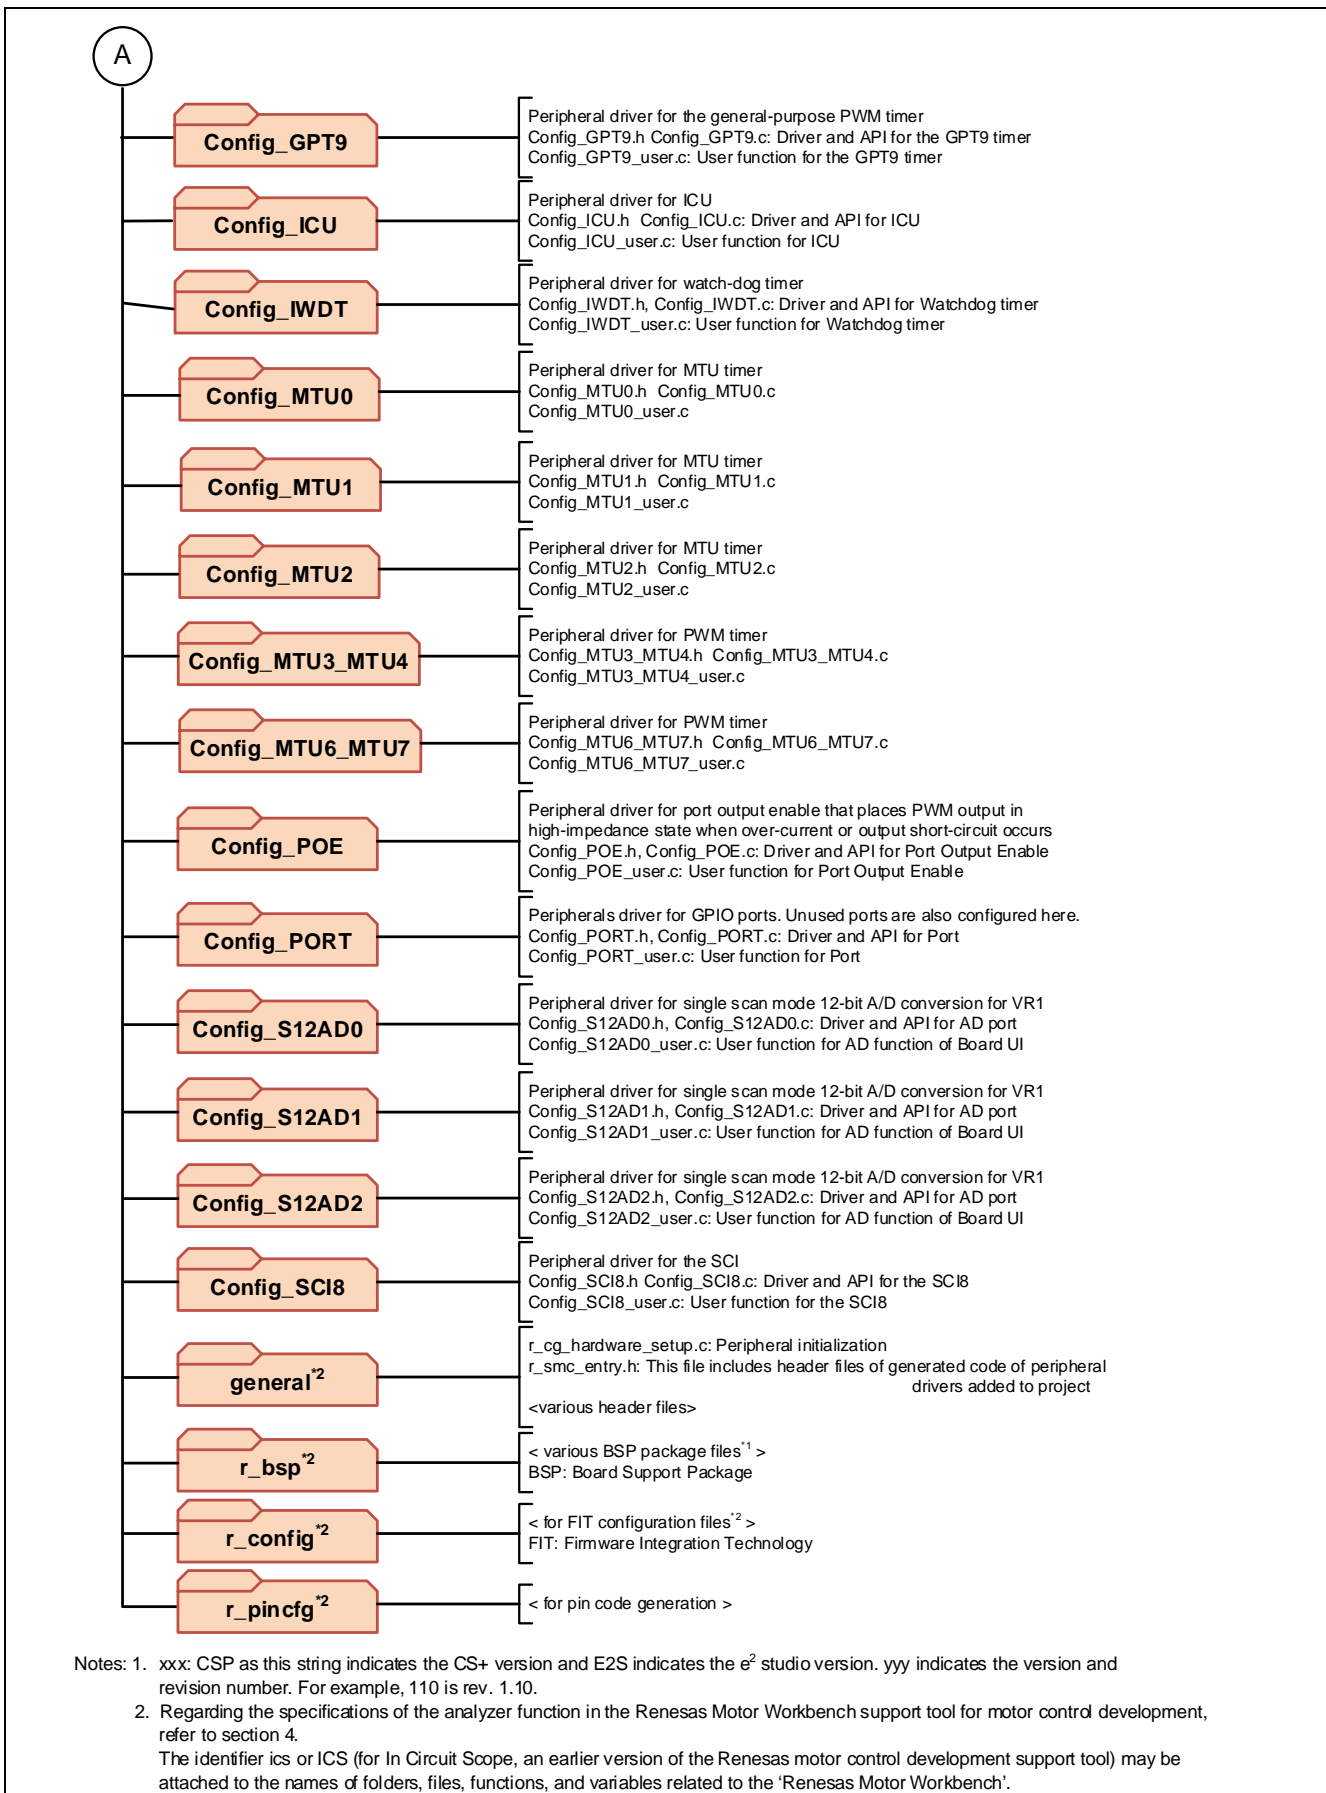 A
Config_GPT9
Peripheral driver for the general-purpose PWM timer
Config_GPT9.h Config_GPT9.c: Driver and API for the GPT9 timer
Config_GPT9_user.c: User function for the GPT9 timer
Config_ICU
Peripheral driver for ICU
Config_ICU.h  Config_ICU.c: Driver and API for ICU
Config_ICU_user.c: User function for ICU
Config_IWDT
Peripheral driver for watch-dog timer
Config_IWDT.h, Config_IWDT.c: Driver and API for Watchdog timer
Config_IWDT_user.c: User function for Watchdog timer
Config_MTU0
Peripheral driver for MTU timer
Config_MTU0.h  Config_MTU0.c
Config_MTU0_user.c
Config_MTU1
Peripheral driver for MTU timer
Config_MTU1.h  Config_MTU1.c
Config_MTU1_user.c
Config_MTU2
Peripheral driver for MTU timer
Config_MTU2.h  Config_MTU2.c
Config_MTU2_user.c
Config_MTU3_MTU4
Peripheral driver for PWM timer
Config_MTU3_MTU4.h  Config_MTU3_MTU4.c
Config_MTU3_MTU4_user.c
Config_MTU6_MTU7
Peripheral driver for PWM timer
Config_MTU6_MTU7.h  Config_MTU6_MTU7.c
Config_MTU6_MTU7_user.c
Config_POE
Peripheral driver for port output enable that places PWM output in
high-impedance state when over-current or output short-circuit occurs
Config_POE.h, Config_POE.c: Driver and API for Port Output Enable
Config_POE_user.c: User function for Port Output Enable
Config_PORT
Peripherals driver for GPIO ports. Unused ports are also configured here.
Config_PORT.h, Config_PORT.c: Driver and API for Port
Config_PORT_user.c: User function for Port
Config_S12AD0
Peripheral driver for single scan mode 12-bit A/D conversion for VR1
Config_S12AD0.h, Config_S12AD0.c: Driver and API for AD port
Config_S12AD0_user.c: User function for AD function of Board UI
Config_S12AD1
Peripheral driver for single scan mode 12-bit A/D conversion for VR1
Config_S12AD1.h, Config_S12AD1.c: Driver and API for AD port
Config_S12AD1_user.c: User function for AD function of Board UI
Config_S12AD2
Peripheral driver for single scan mode 12-bit A/D conversion for VR1
Config_S12AD2.h, Config_S12AD2.c: Driver and API for AD port
Config_S12AD2_user.c: User function for AD function of Board UI
Config_SCI8
Peripheral driver for the SCI
Config_SCI8.h Config_SCI8.c: Driver and API for the SCI8
Config_SCI8_user.c: User function for the SCI8
general*2
r_cg_hardware_setup.c: Peripheral initialization
r_smc_entry.h: This file includes header files of generated code of peripheral
drivers added to project
<various header files>
r_bsp*2
< various BSP package files*1 >
BSP: Board Support Package
r_config*2
< for FIT configuration files*2 >
FIT: Firmware Integration Technology
r_pincfg*2
< for pin code generation >
Notes: 1. xxx: CSP as this string indicates the CS+ version and E2S indicates the e2 studio version. yyy indicates the version and
revision number. For example, 110 is rev. 1.10.
2. Regarding the specifications of the analyzer function in the Renesas Motor Workbench support tool for motor control development,
refer to section 4.
The identifier ics or ICS (for In Circuit Scope, an earlier version of the Renesas motor control development support tool) may be
attached to the names of folders, files, functions, and variables related to the ‘Renesas Motor Workbench’.